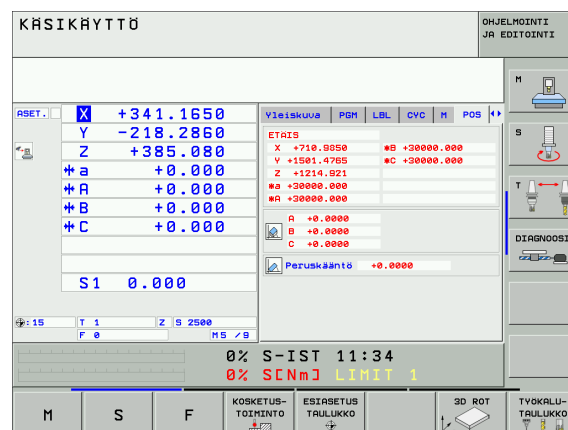 KÄSIKÄYTTÖ
OHJELMOINTI
JA EDITOINTI
ASET.
X +341.1650
Y -218.2860
Z +385.080
a +0.000
A +0.000
B +0.000
C +0.000
S1 0.000
:15 T 1 Z S 2500
F 0 M5 /9
Yleiskuva PGM LBL CYC M POS
ETÄIS
X +710.9850 *B +30000.000
Y +1501.4765 *C +30000.000
Z +1214.921
*a +30000.000
*A +30000.000
A +0.0000
B +0.0000
C +0.0000
Peruskääntö +0.0000
0% S-IST 11:34
0% S[Nm] LIMIT 1
M
S
T
DIAGNOOSI
M
S
F
KOSKETUS-
TOIMINTO
ESIASETUS
TAULUKKO
3D ROT
TYÖKALU-
TAULUKKO